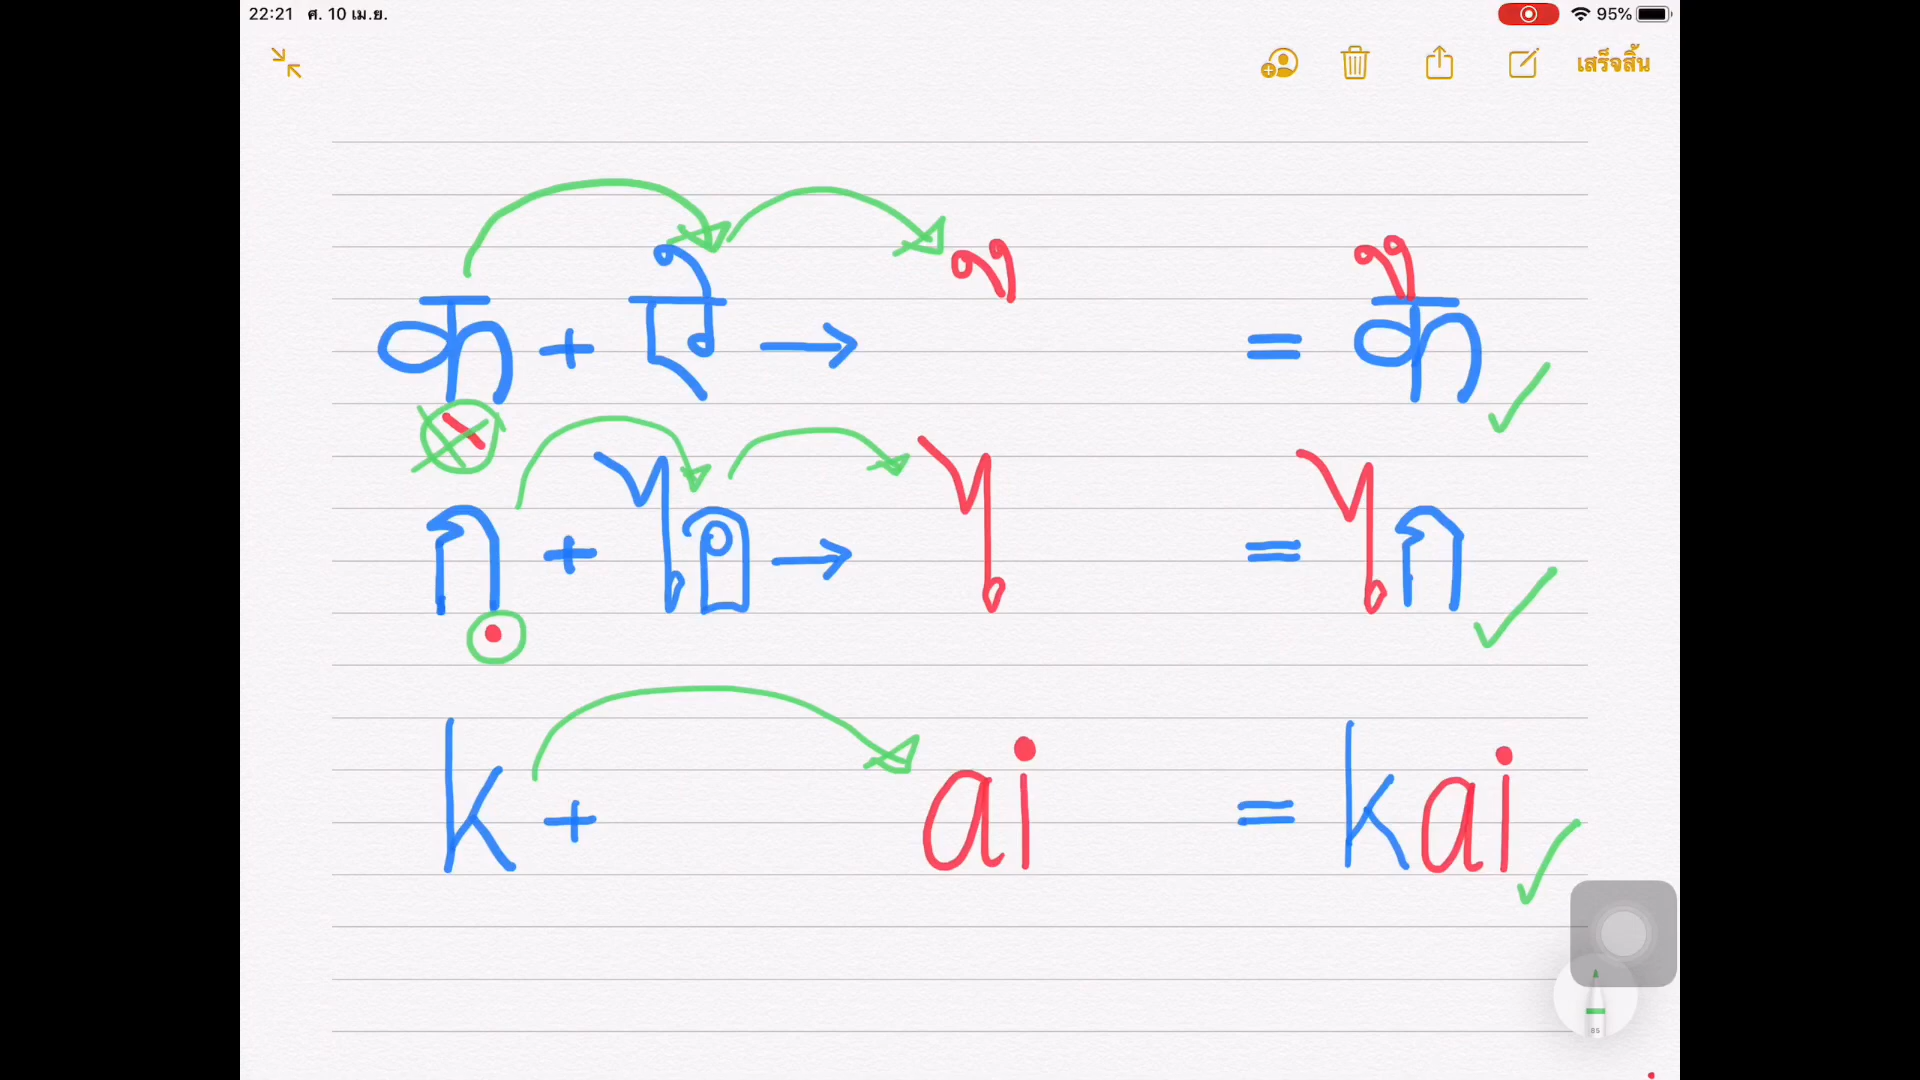 22:21 ศ. 10 เม.ย. 95%
เสร็จสิ้น
क + ऐ → ै = कै
กฺ + ไอ → ไ = ไก
k + ai = kai
85